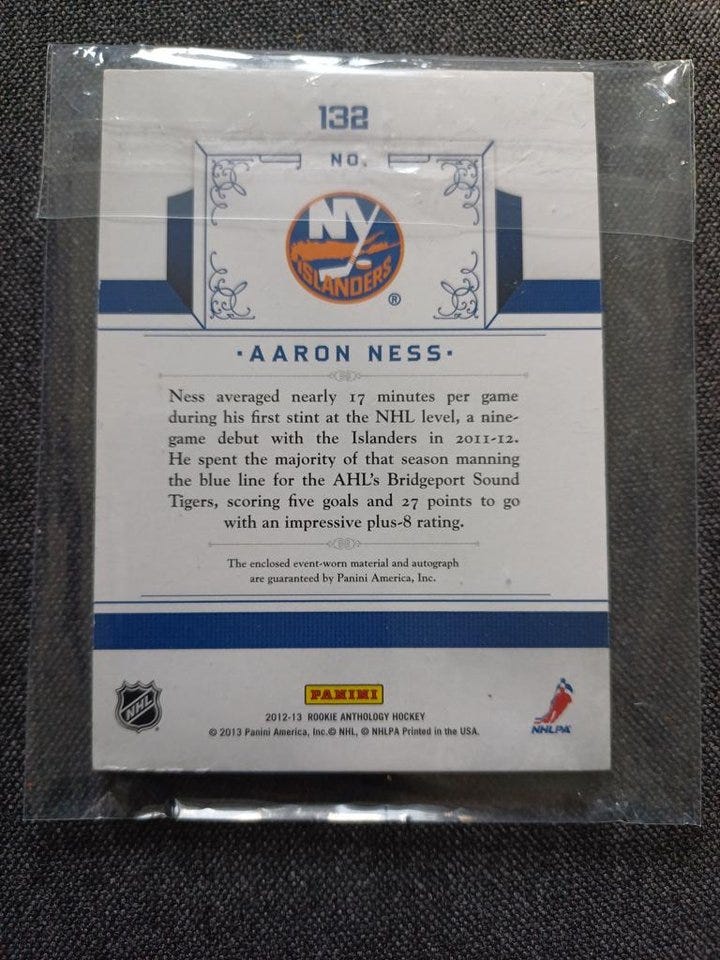 132
NO.
NY
ISLANDERS
®
·AARON NESS·
Ness averaged nearly 17 minutes per game
during his first stint at the NHL level, a nine-
game debut with the Islanders in 2011-12.
He spent the majority of that season manning
the blue line for the AHL's Bridgeport Sound
Tigers, scoring five goals and 27 points to go
with an impressive plus-8 rating.
The enclosed event-worn material and autograph
are guaranteed by Panini America, Inc.
NHL
PANINI
2012-13 ROOKIE ANTHOLOGY HOCKEY
© 2013 Panini America, Inc.© NHL, © NHLPA Printed in the USA.
NHLPA